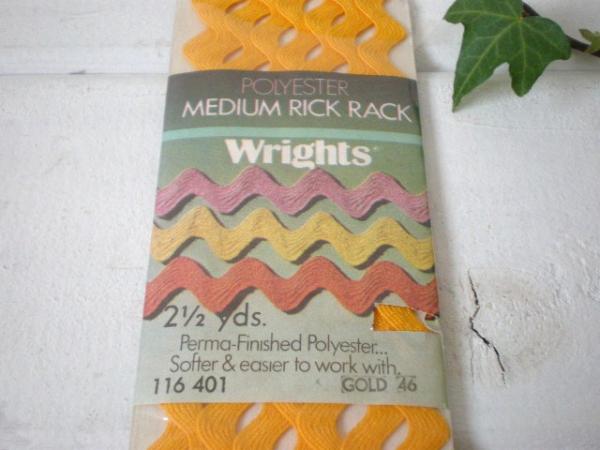 POLYESTER
MEDIUM RICK RACK
Wrights
2½ yds.
Perma-Finished Polyester...
Softer & easier to work with.
116 401 GOLD 46